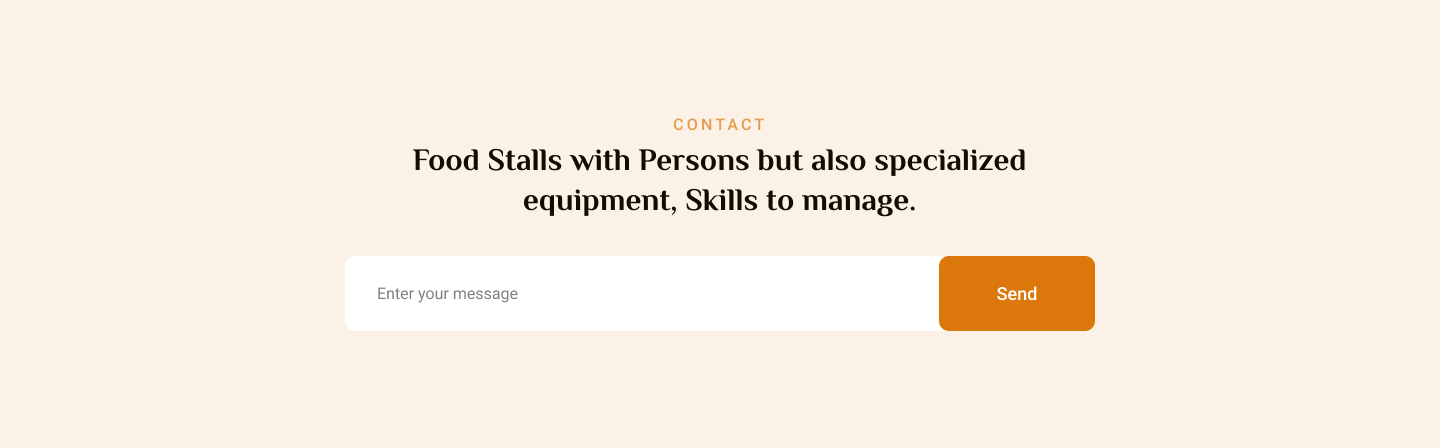 CONTACT
Food Stalls with Persons but also specialized
equipment, Skills to manage.
Enter your message
Send